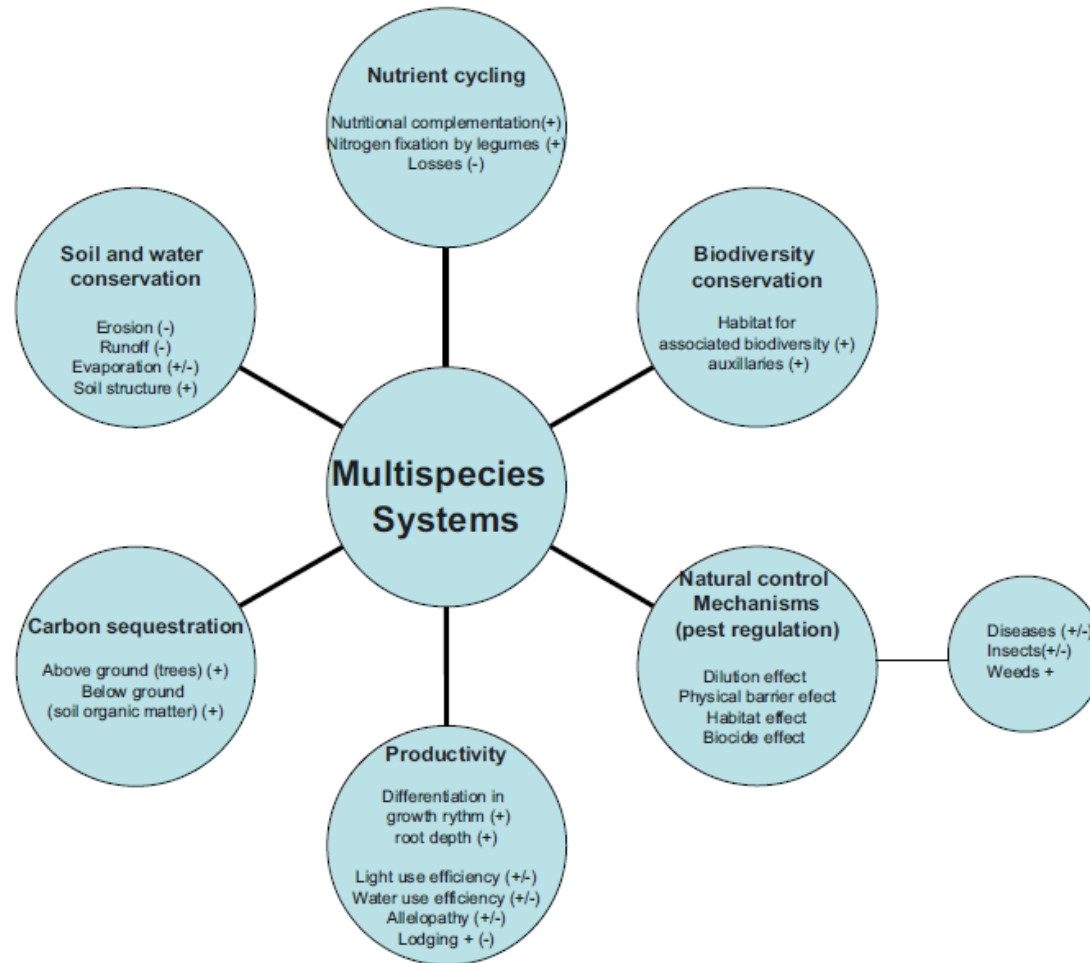 Nutrient cycling
Nutritional complementation(+)
Nitrogen fixation by legumes (+)
Losses (-)
Soil and water
conservation
Erosion (-)
Runoff (-)
Evaporation (+/-)
Soil structure (+)
Biodiversity
conservation
Habitat for
associated biodiversity (+)
auxillaries (+)
Multispecies
Systems
Carbon sequestration
Above ground (trees) (+)
Below ground
(soil organic matter) (+)
Natural control
Mechanisms
(pest regulation)
Dilution effect
Physical barrier efect
Habitat effect
Biocide effect
Diseases (+/-)
Insects(+/-)
Weeds +
Productivity
Differentiation in
growth rythm (+)
root depth (+)
Light use efficiency (+/-)
Water use efficiency (+/-)
Allelopathy (+/-)
Lodging + (-)